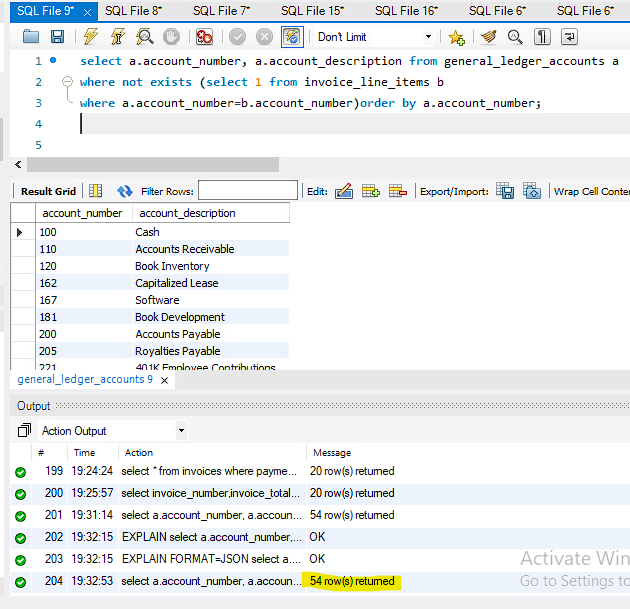 SQL File 9* × SQL File 8* SQL File 7* SQL File 15* SQL File 16* SQL File 6* SQL File 6*
Don't Limit
1 select a.account_number, a.account_description from general_ledger_accounts a
2 where not exists (select 1 from invoice_line_items b
3 where a.account_number=b.account_number)order by a.account_number;
4
5
Result Grid Filter Rows: Edit: Export/Import: Wrap Cell Conter
account_number account_description
100 Cash
110 Accounts Receivable
120 Book Inventory
162 Capitalized Lease
167 Software
181 Book Development
200 Accounts Payable
205 Royalties Payable
221 401K Employee Contributions
general_ledger_accounts 9 ×
Output
Action Output
# Time Action Message
199 19:24:24 select * from invoices where payme... 20 row(s) returned
200 19:25:57 select invoice_number,invoice_total... 20 row(s) returned
201 19:31:14 select a.account_number, a.accoun... 54 row(s) returned
202 19:32:15 EXPLAIN select a.account_number,... OK
203 19:32:15 EXPLAIN FORMAT=JSON select a.... OK
204 19:32:53 select a.account_number, a.accoun... 54 row(s) returned
Activate Win
Go to Settings to